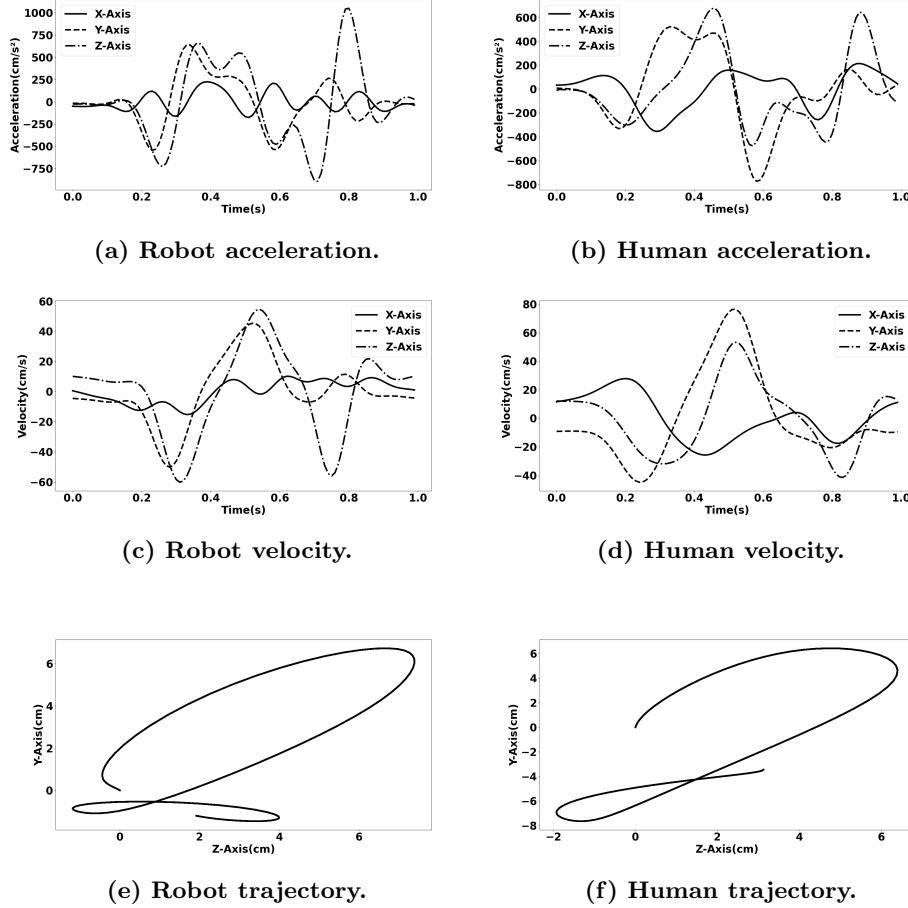 1000
750
500
250
0
−250
−500
−750
Acceleration(cm/s²)
X-Axis
Y-Axis
Z-Axis
0.0 0.2 0.4 0.6 0.8 1.0
Time(s)
(a) Robot acceleration.
600
400
200
0
−200
−400
−600
−800
Acceleration(cm/s²)
X-Axis
Y-Axis
Z-Axis
0.0 0.2 0.4 0.6 0.8 1.0
Time(s)
(b) Human acceleration.
60
40
20
0
−20
−40
−60
Velocity(cm/s)
X-Axis
Y-Axis
Z-Axis
0.0 0.2 0.4 0.6 0.8 1.0
Time(s)
(c) Robot velocity.
80
60
40
20
0
−20
−40
Velocity(cm/s)
X-Axis
Y-Axis
Z-Axis
0.0 0.2 0.4 0.6 0.8 1.0
Time(s)
(d) Human velocity.
6
4
2
0
Y-Axis(cm)
0 2 4 6
Z-Axis(cm)
(e) Robot trajectory.
6
4
2
0
−2
−4
−6
−8
Y-Axis(cm)
−2 0 2 4 6
Z-Axis(cm)
(f) Human trajectory.